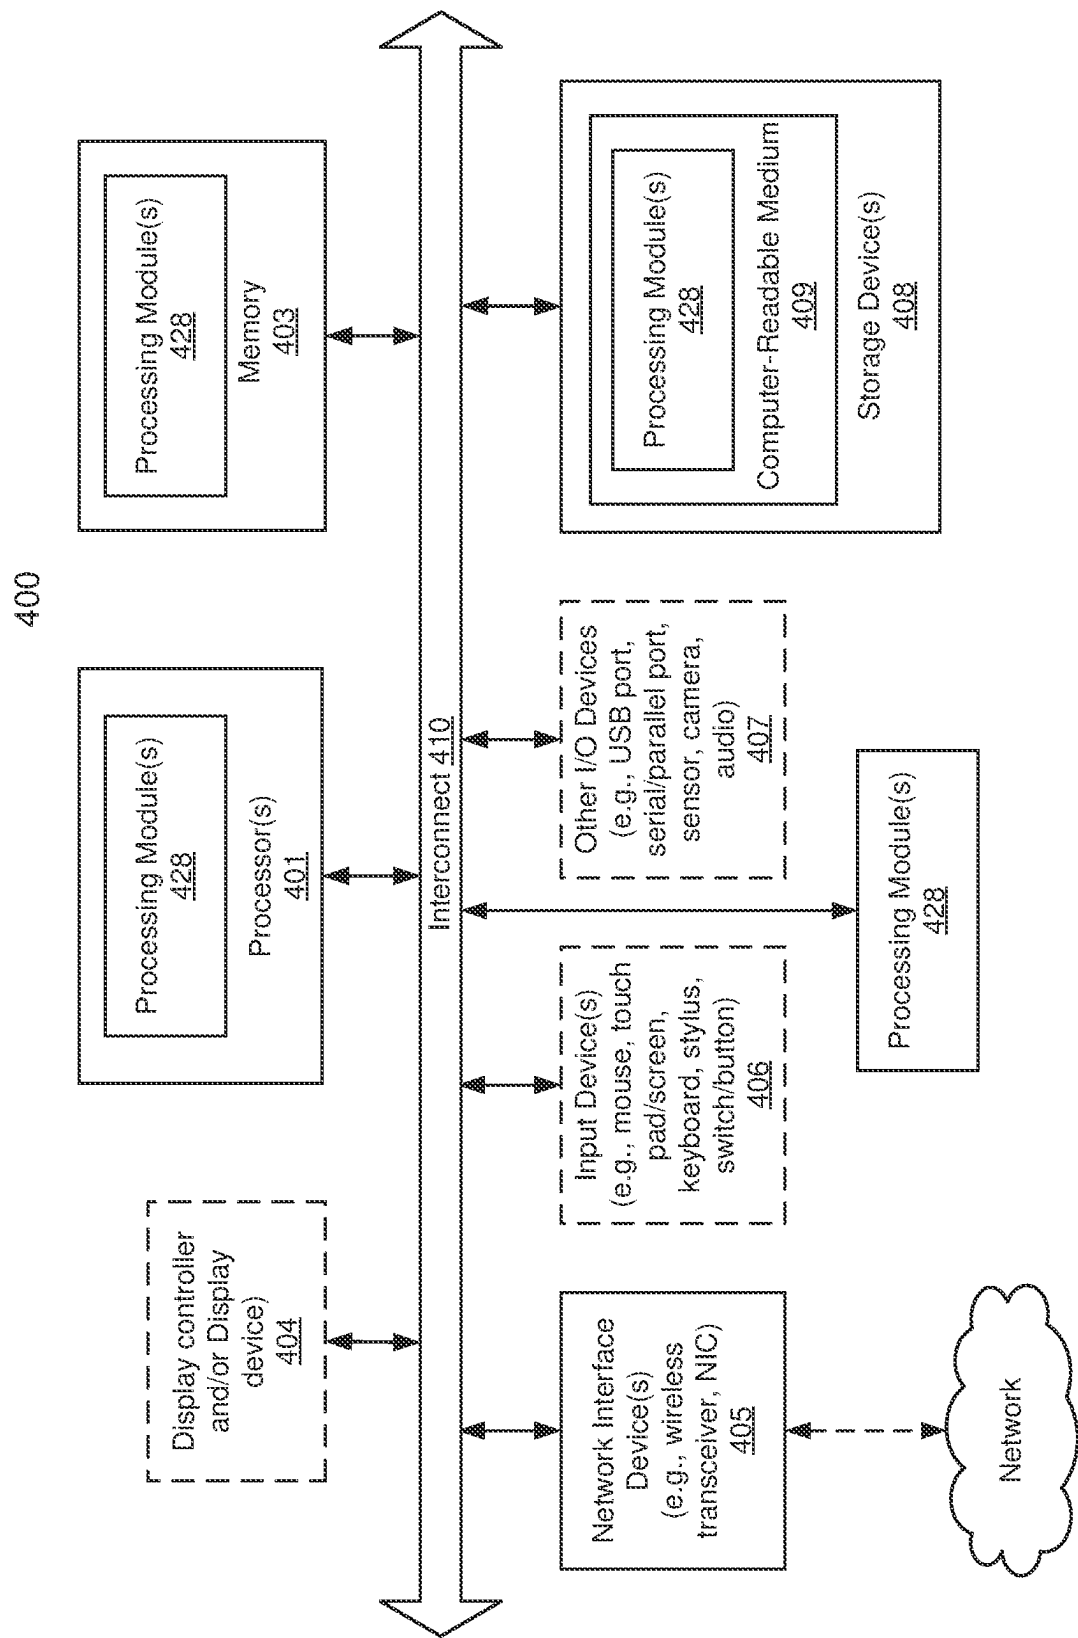 400
Display controller
and/or Display
device)
404
Processing Module(s)
428
Processor(s)
401
Processing Module(s)
428
Memory
403
Interconnect 410
Network Interface
Device(s)
(e.g., wireless
transceiver, NIC)
405
Input Device(s)
(e.g., mouse, touch
pad/screen,
keyboard, stylus,
switch/button)
406
Other I/O Devices
(e.g., USB port,
serial/parallel port,
sensor, camera,
audio)
407
Processing Module(s)
428
Computer-Readable Medium
409
Storage Device(s)
408
Network
Processing Module(s)
428